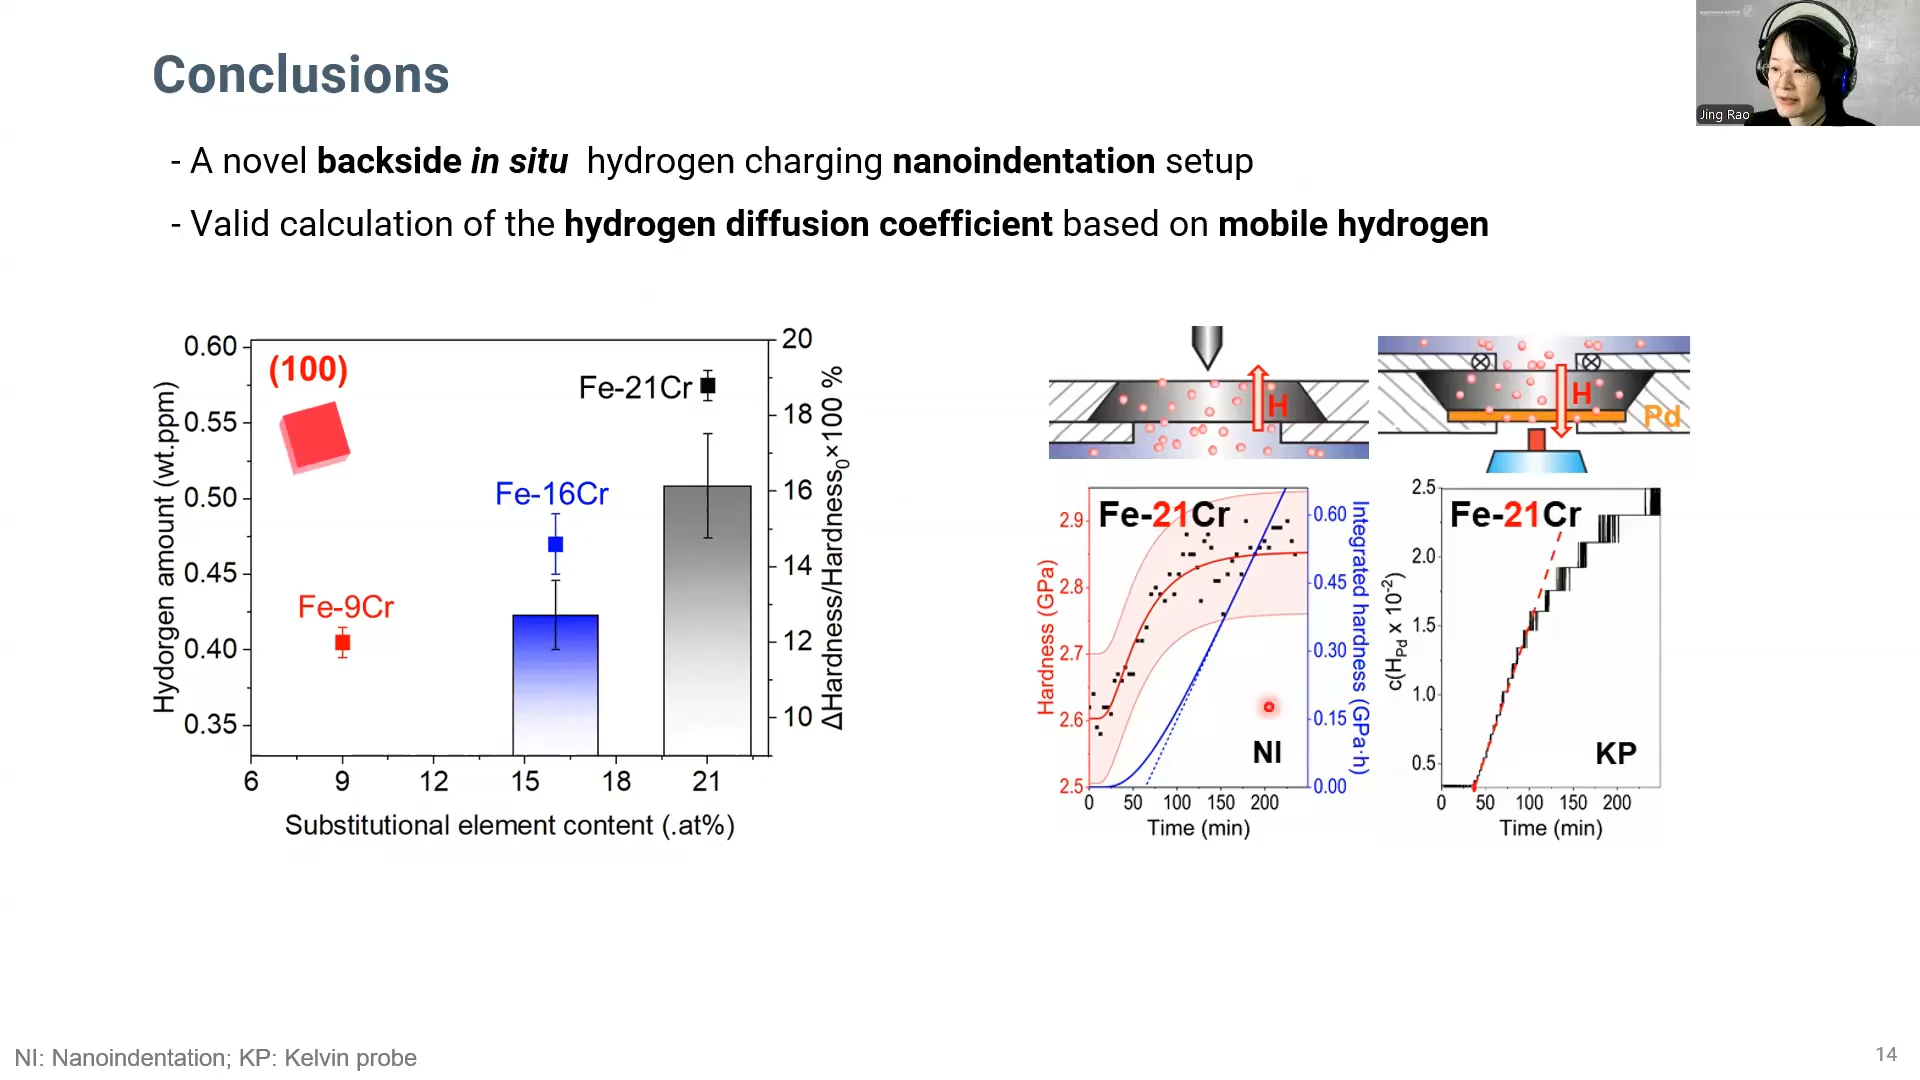 Conclusions
Jing Rao
- A novel backside in situ hydrogen charging nanoindentation setup
- Valid calculation of the hydrogen diffusion coefficient based on mobile hydrogen
(100)
Fe-21Cr
Fe-16Cr
Fe-9Cr
0.60
0.55
0.50
0.45
0.40
0.35
Hydorgen amount (wt.ppm)
20
18
16
14
12
10
ΔHardness/Hardness0×100 %
6 9 12 15 18 21
Substitutional element content (.at%)
H
H
Pd
Fe-21Cr
2.9
2.8
2.7
2.6
2.5
Hardness (GPa)
0.60
0.45
0.30
0.15
0.00
Integrated hardness (GPa·h)
NI
0 50 100 150 200
Time (min)
Fe-21Cr
2.5
2.0
1.5
1.0
0.5
c(HPd x 10-2)
KP
0 50 100 150 200
Time (min)
NI: Nanoindentation; KP: Kelvin probe
14